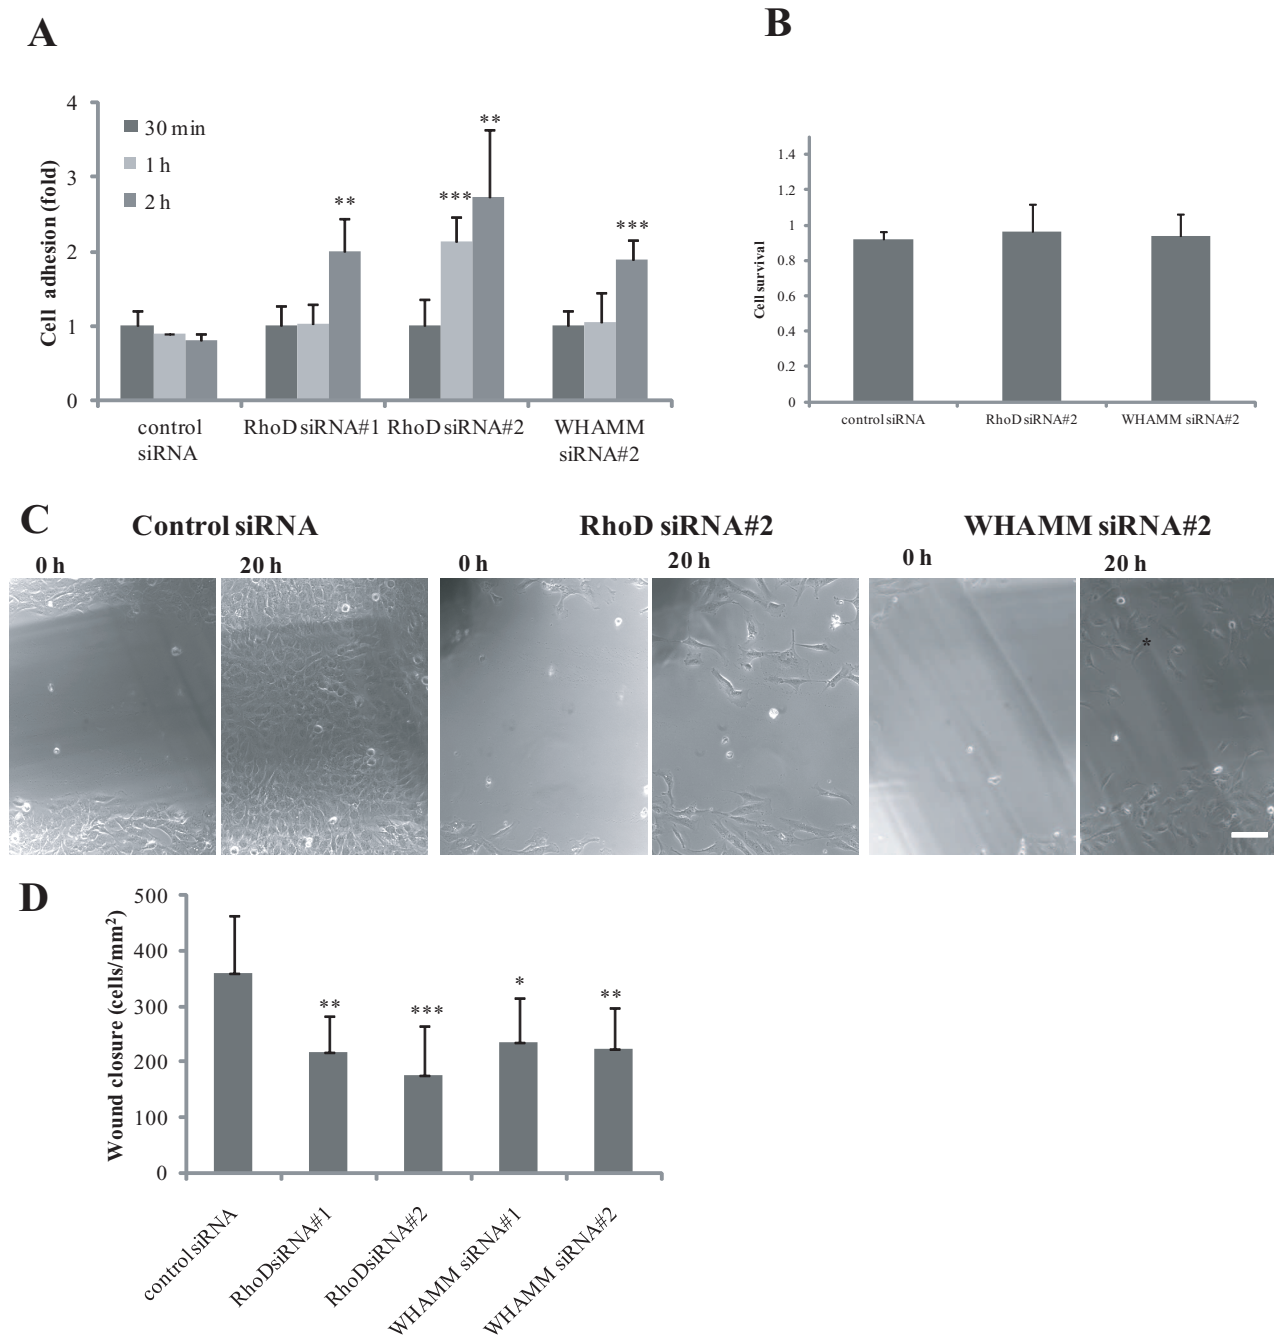 A
B
4
3
2
1
0
Cell adhesion (fold)
30 min
1 h
2 h
**
***
**
***
control
siRNA
RhoD siRNA#1
RhoD siRNA#2
WHAMM
siRNA#2
1.4
1.2
1
0.8
0.6
0.4
0.2
0
Cell survival
control siRNA
RhoD siRNA#2
WHAMM siRNA#2
C
Control siRNA
RhoD siRNA#2
WHAMM siRNA#2
0 h
20 h
0 h
20 h
0 h
20 h
*
D
500
400
300
200
100
0
Wound closure (cells/mm²)
**
***
*
**
control siRNA
RhoDsiRNA#1
RhoDsiRNA#2
WHAMM siRNA#1
WHAMM siRNA#2